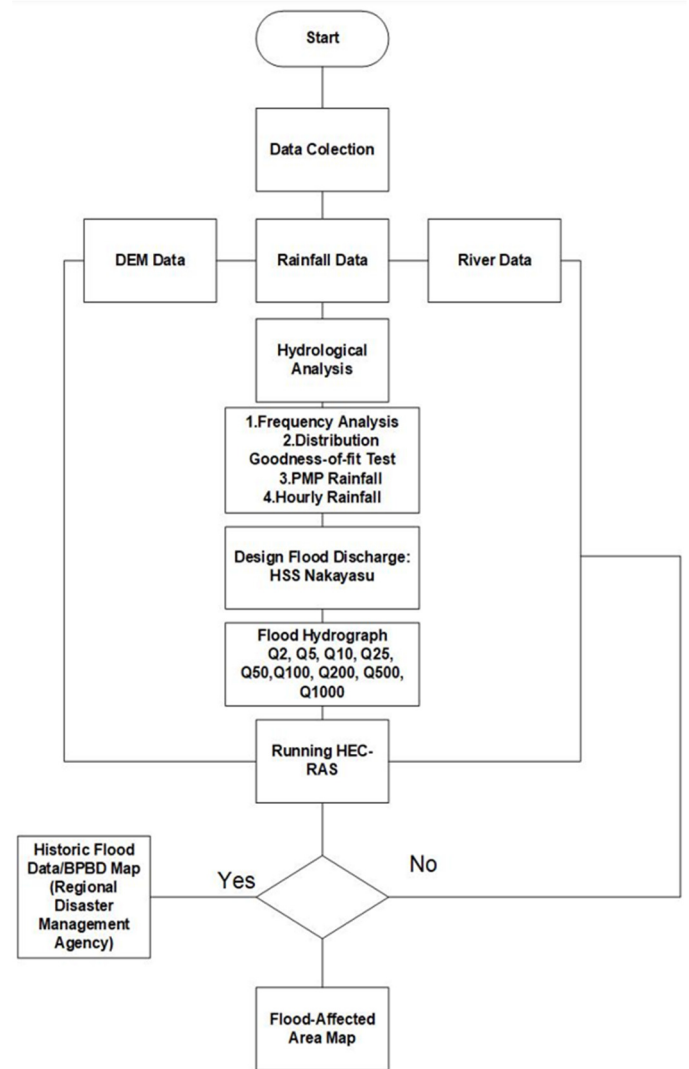 Start
Data Colection
DEM Data
Rainfall Data
River Data
Hydrological
Analysis
1.Frequency Analysis
2.Distribution
Goodness-of-fit Test
3.PMP Rainfall
4.Hourly Rainfall
Design Flood Discharge:
HSS Nakayasu
Flood Hydrograph
Q2, Q5, Q10, Q25,
Q50,Q100, Q200, Q500,
Q1000
Running HEC-
RAS
Historic Flood
Data/BPBD Map
(Regional
Disaster
Management
Agency)
Yes
No
Flood-Affected
Area Map